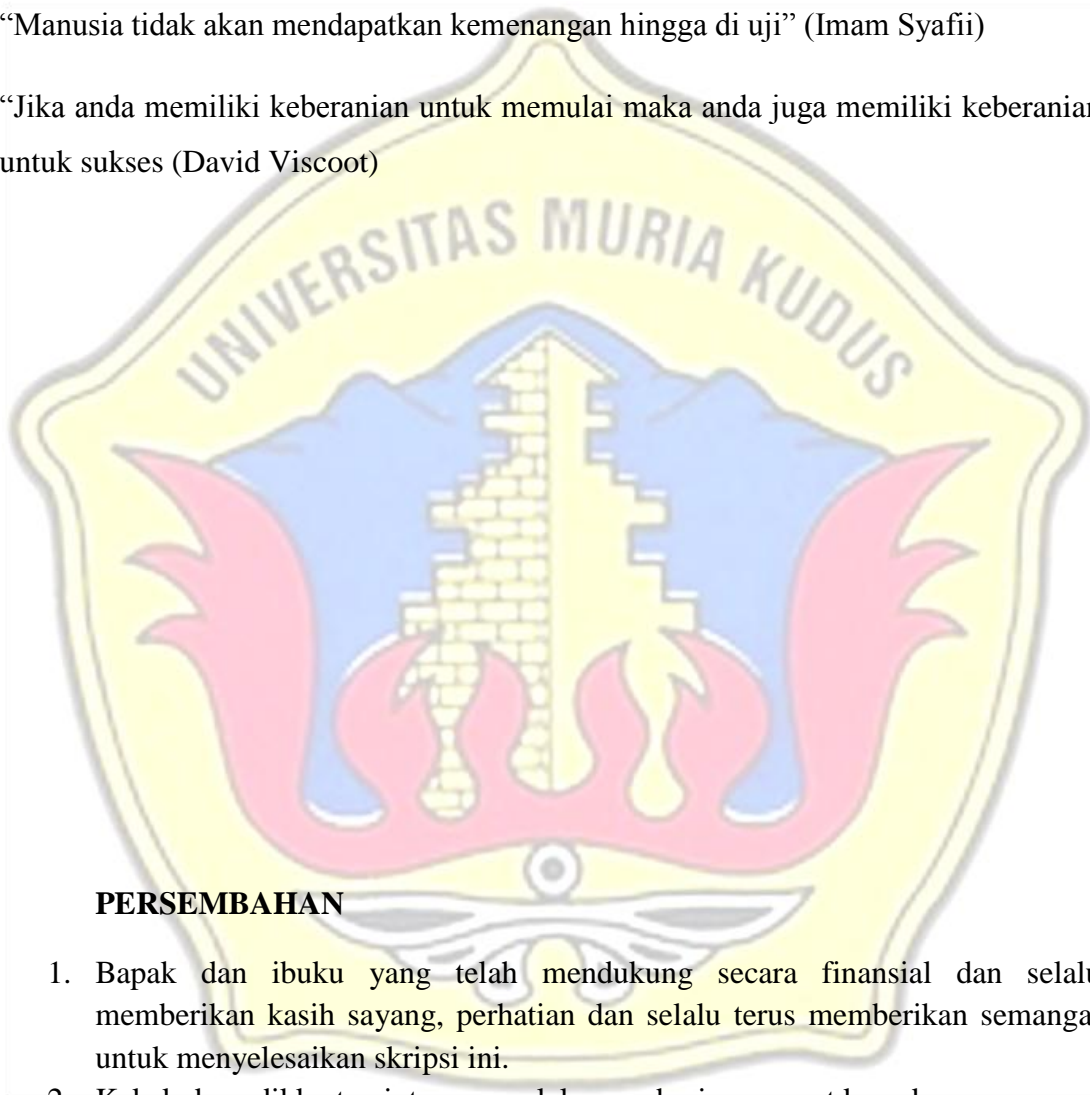 “Manusia tidak akan mendapatkan kemenangan hingga di uji” (Imam Syafii)
“Jika anda memiliki keberanian untuk memulai maka anda juga memiliki keberanian
untuk sukses (David Viscoot)
UNIVERSITAS MURIA KUDUS
PERSEMBAHAN
1. Bapak dan ibuku yang telah mendukung secara finansial dan selalu
memberikan kasih sayang, perhatian dan selalu terus memberikan semangat
untuk menyelesaikan skripsi ini.